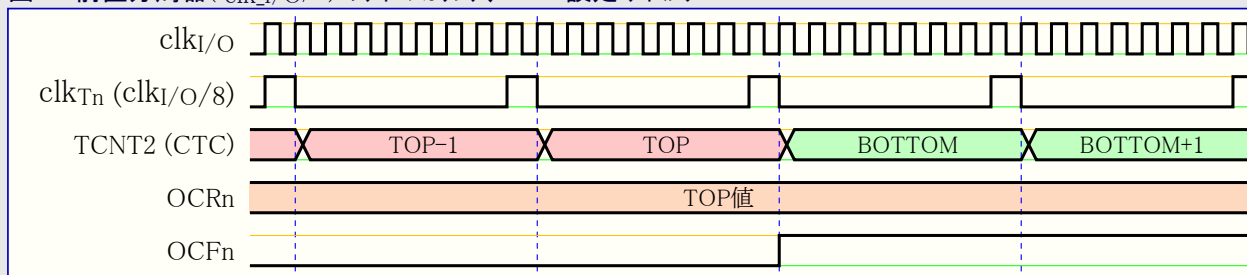 clkI/O
clkTn (clkI/O/8)
TCNT2 (CTC) TOP-1 TOP BOTTOM BOTTOM+1
OCRn TOP値
OCFn